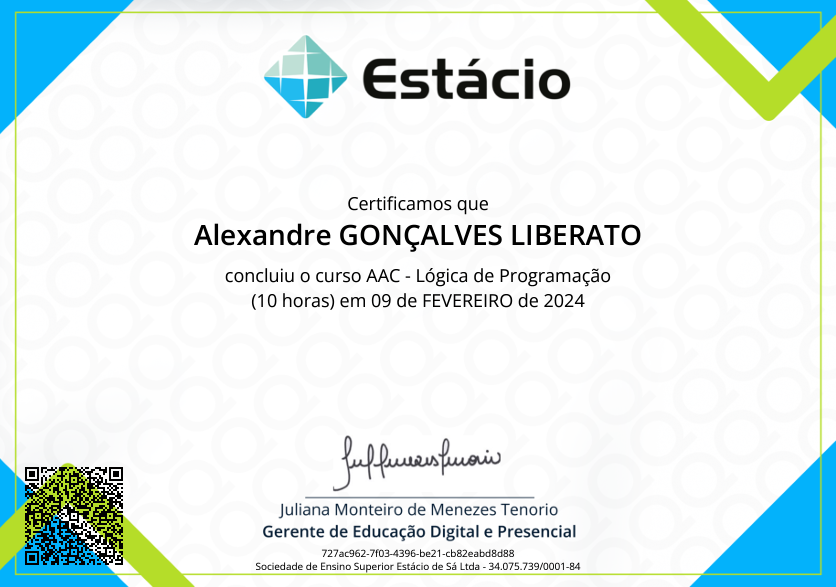 Estácio
Certificamos que
Alexandre GONÇALVES LIBERATO
concluiu o curso AAC - Lógica de Programação
(10 horas) em 09 de FEVEREIRO de 2024
Juliana Monteiro de Menezes Tenorio
Gerente de Educação Digital e Presencial
727ac962-7f03-4396-be21-cb82eabd8d88
Sociedade de Ensino Superior Estácio de Sá Ltda - 34.075.739/0001-84